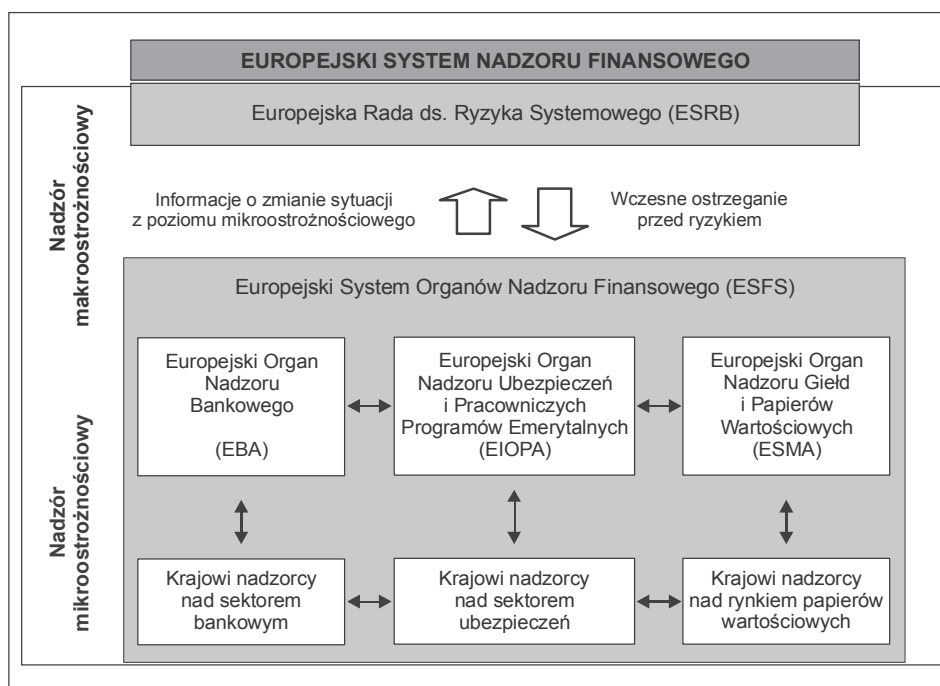 EUROPEJSKI SYSTEM NADZORU FINANSOWEGO
Europejska Rada ds. Ryzyka Systemowego (ESRB)
Nadzór
makroostrożnościowy
Informacje o zmianie sytuacji
z poziomu mikroostrożnościowego
Wczesne ostrzeganie
przed ryzykiem
Europejski System Organów Nadzoru Finansowego (ESFS)
Nadzór
mikroostrożnościowy
Europejski Organ
Nadzoru
Bankowego
(EBA)
Europejski Organ
Nadzoru Ubezpieczeń
i Pracowniczych
Programów Emerytalnych
(EIOPA)
Europejski Organ
Nadzoru Giełd
i Papierów
Wartościowych
(ESMA)
Krajowi nadzorcy
nad sektorem
bankowym
Krajowi nadzorcy
nad sektorem
ubezpieczeń
Krajowi nadzorcy
nad rynkiem papierów
wartościowych